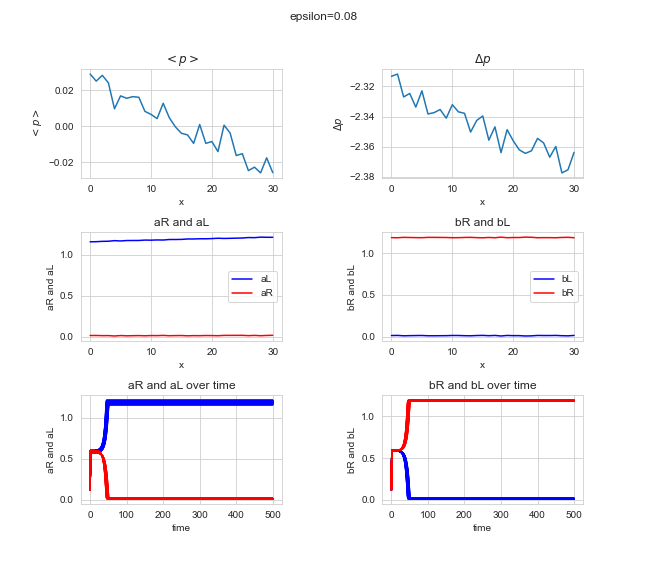 epsilon=0.08
< p >
Δp
0.02
0.00
−0.02
< p >
0
10
20
30
x
−2.32
−2.34
−2.36
−2.38
Δp
0
10
20
30
x
aR and aL
bR and bL
1.0
0.5
0.0
aR and aL
aL
aR
0
10
20
30
x
1.0
0.5
0.0
bR and bL
bL
bR
0
10
20
30
x
aR and aL over time
bR and bL over time
1.0
0.5
0.0
aR and aL
0
100
200
300
400
500
time
1.0
0.5
0.0
bR and bL
0
100
200
300
400
500
time